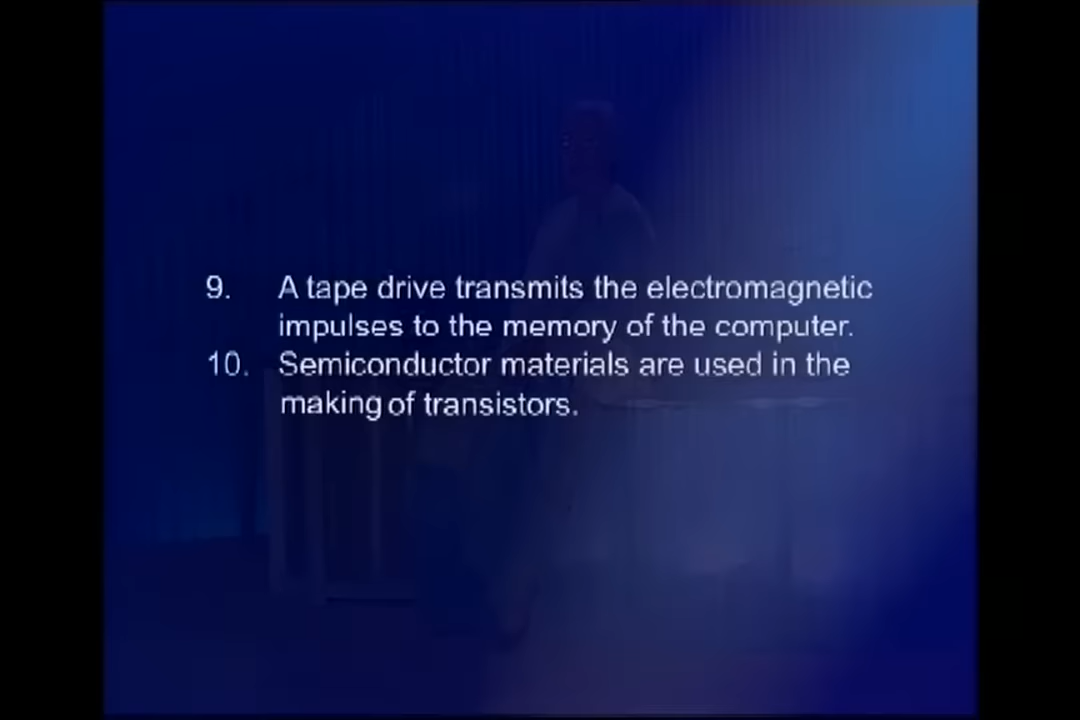 9. A tape drive transmits the electromagnetic
impulses to the memory of the computer.
10. Semiconductor materials are used in the
making of transistors.